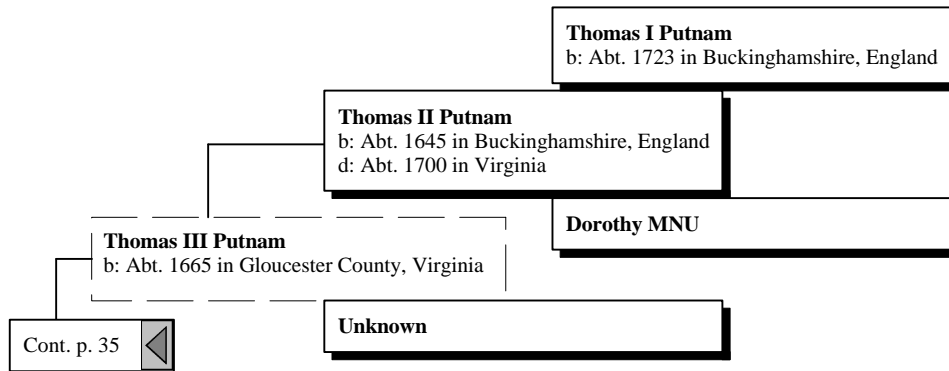 Thomas I Putnam
b: Abt. 1723 in Buckinghamshire, England
Thomas II Putnam
b: Abt. 1645 in Buckinghamshire, England
d: Abt. 1700 in Virginia
Dorothy MNU
Thomas III Putnam
b: Abt. 1665 in Gloucester County, Virginia
Unknown
Cont. p. 35